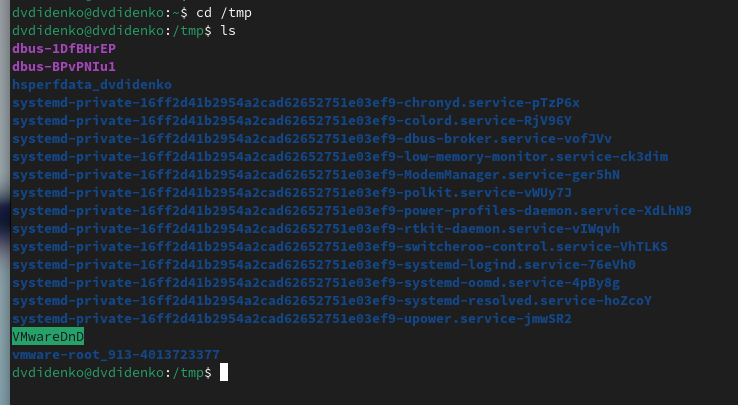 dvdidenko@dvdidenko:~$ cd /tmp
dvdidenko@dvdidenko:/tmp$ ls
dbus-1DfBHrEP
dbus-BPvPNIu1
hsperfdata_dvdidenko
systemd-private-16ff2d41b2954a2cad62652751e03ef9-chronyd.service-pTzP6x
systemd-private-16ff2d41b2954a2cad62652751e03ef9-colord.service-RjV96Y
systemd-private-16ff2d41b2954a2cad62652751e03ef9-dbus-broker.service-vofJVv
systemd-private-16ff2d41b2954a2cad62652751e03ef9-low-memory-monitor.service-ck3dim
systemd-private-16ff2d41b2954a2cad62652751e03ef9-ModemManager.service-ger5hN
systemd-private-16ff2d41b2954a2cad62652751e03ef9-polkit.service-vWUy7J
systemd-private-16ff2d41b2954a2cad62652751e03ef9-power-profiles-daemon.service-XdLhN9
systemd-private-16ff2d41b2954a2cad62652751e03ef9-rtkit-daemon.service-vIWqvh
systemd-private-16ff2d41b2954a2cad62652751e03ef9-switcheroo-control.service-VhTLKS
systemd-private-16ff2d41b2954a2cad62652751e03ef9-systemd-logind.service-76eVh0
systemd-private-16ff2d41b2954a2cad62652751e03ef9-systemd-oomd.service-4pBy8g
systemd-private-16ff2d41b2954a2cad62652751e03ef9-systemd-resolved.service-hoZcoY
systemd-private-16ff2d41b2954a2cad62652751e03ef9-upower.service-jmwSR2
VMwareDnD
vmware-root_913-4013723377
dvdidenko@dvdidenko:/tmp$